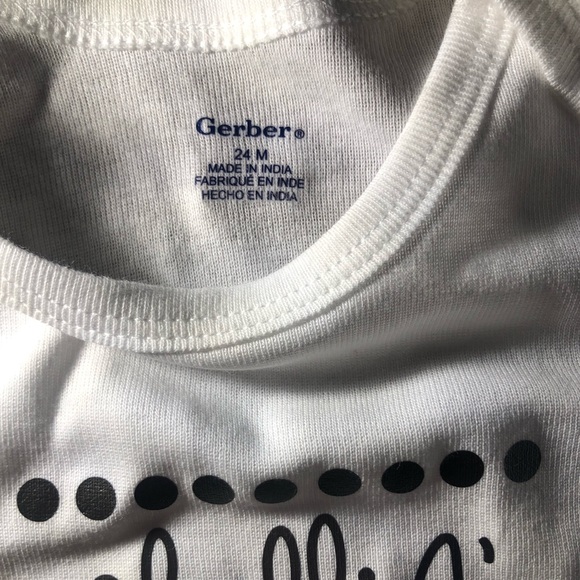 Gerber®
24 M
MADE IN INDIA
FABRIQUÉ EN INDE
HECHO EN INDIA